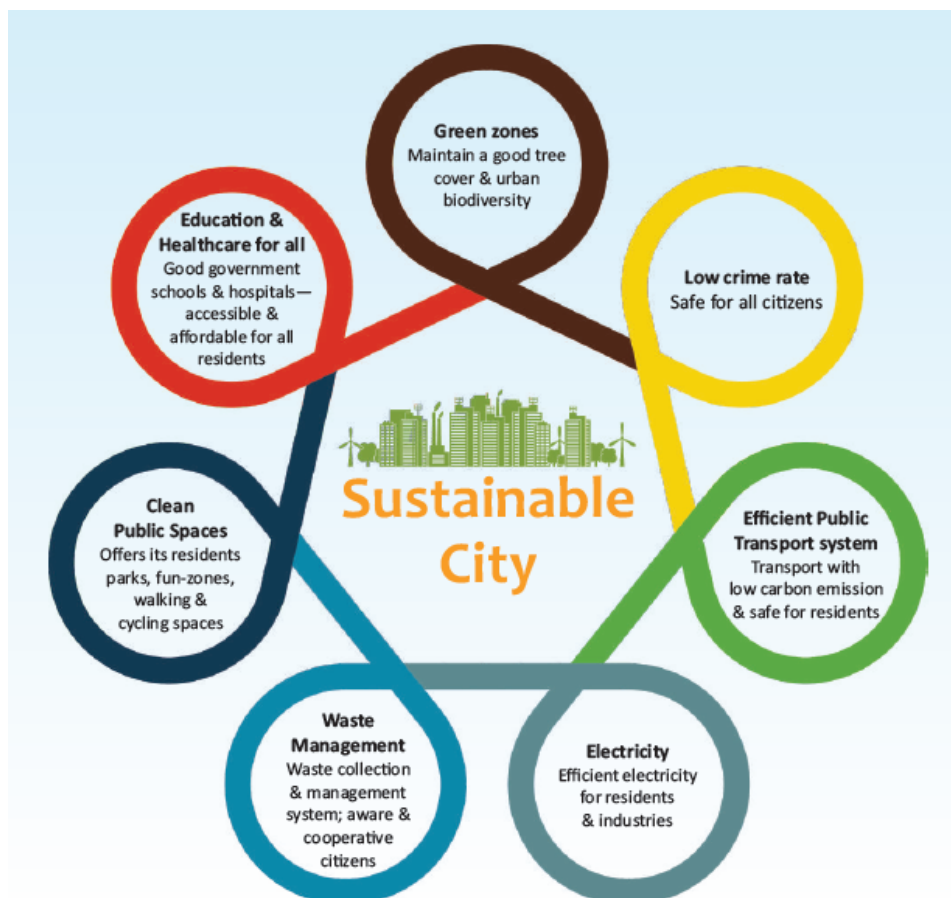 Green zones
Maintain a good tree
cover & urban
biodiversity
Education &
Healthcare for all
Good government
schools & hospitals—
accessible &
affordable for all
residents
Low crime rate
Safe for all citizens
Sustainable
City
Clean
Public Spaces
Offers its residents
parks, fun-zones,
walking &
cycling spaces
Efficient Public
Transport system
Transport with
low carbon emission
& safe for residents
Waste
Management
Waste collection
& management
system; aware &
cooperative
citizens
Electricity
Efficient electricity
for residents
& industries